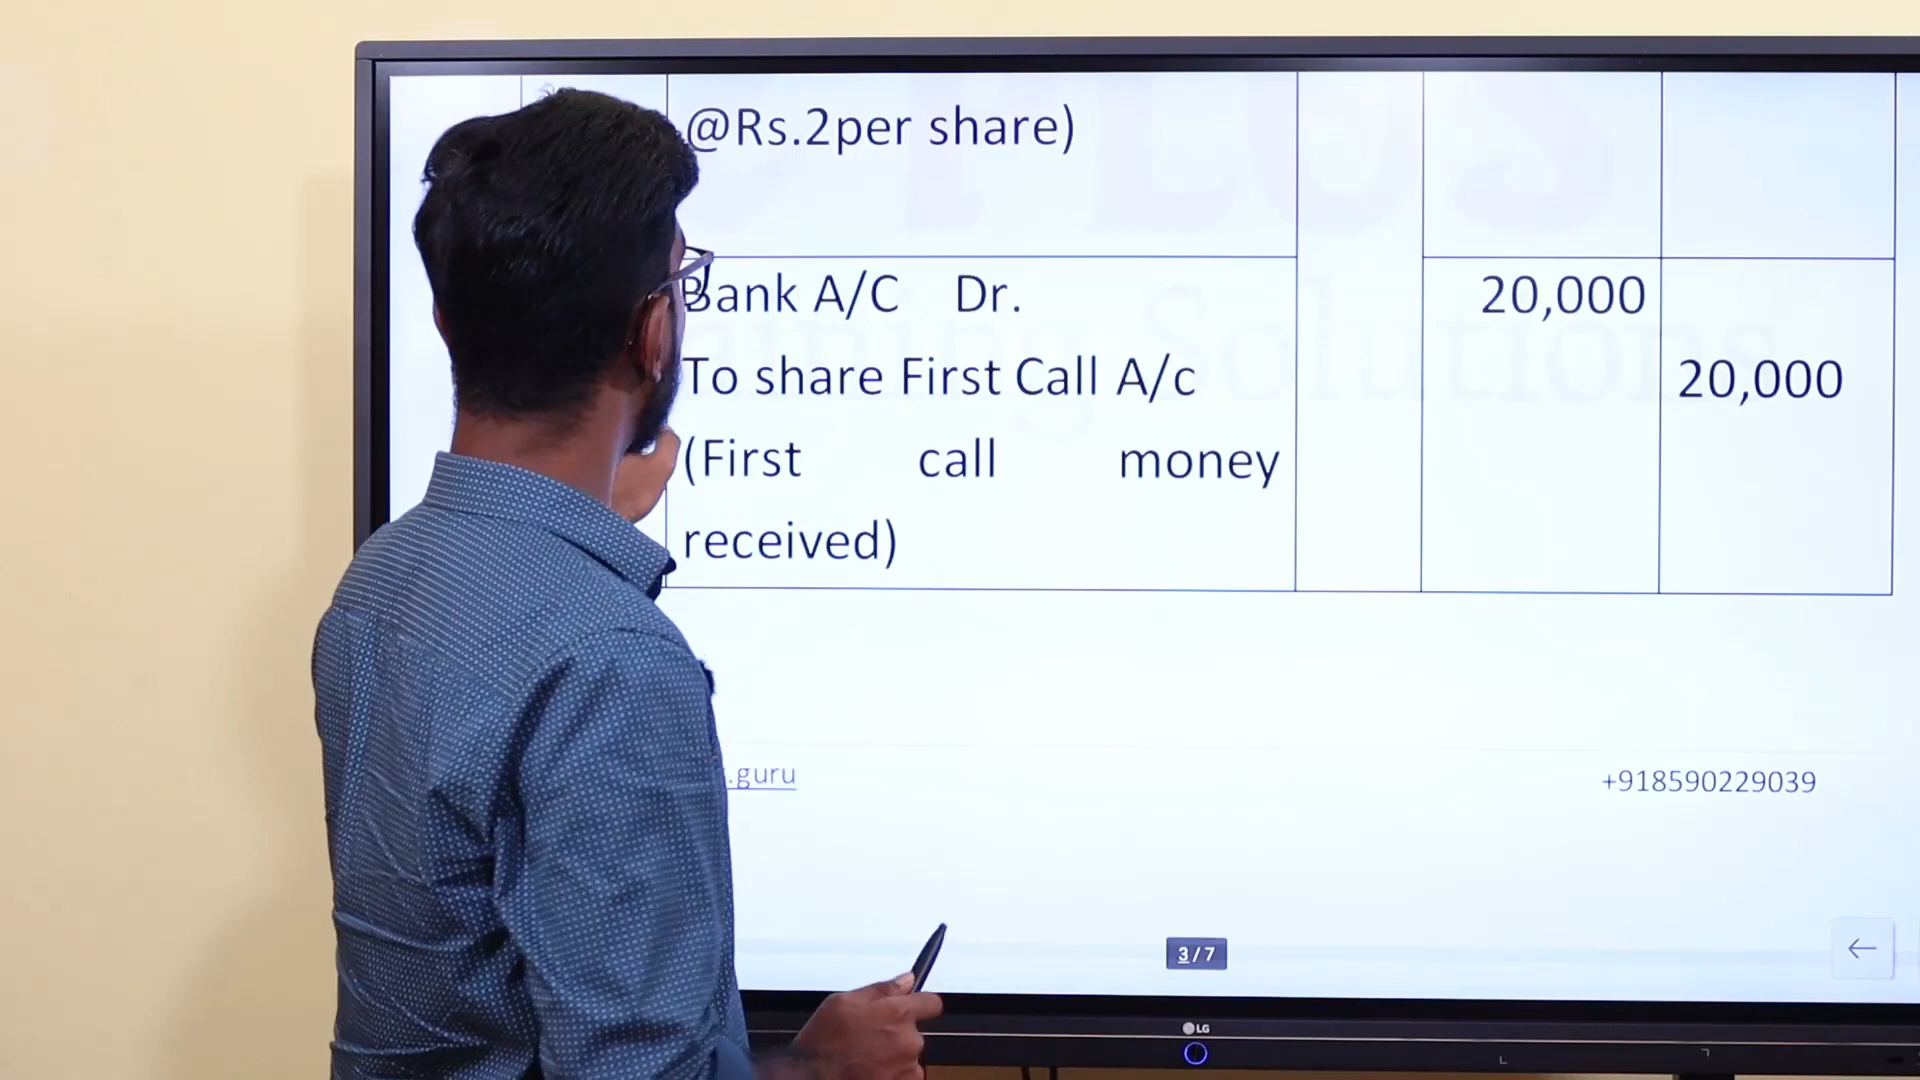 @Rs.2per share)
Bank A/C Dr. 20,000
To share First Call A/c 20,000
(First call money
received)
.guru +918590229039
3/7
LG